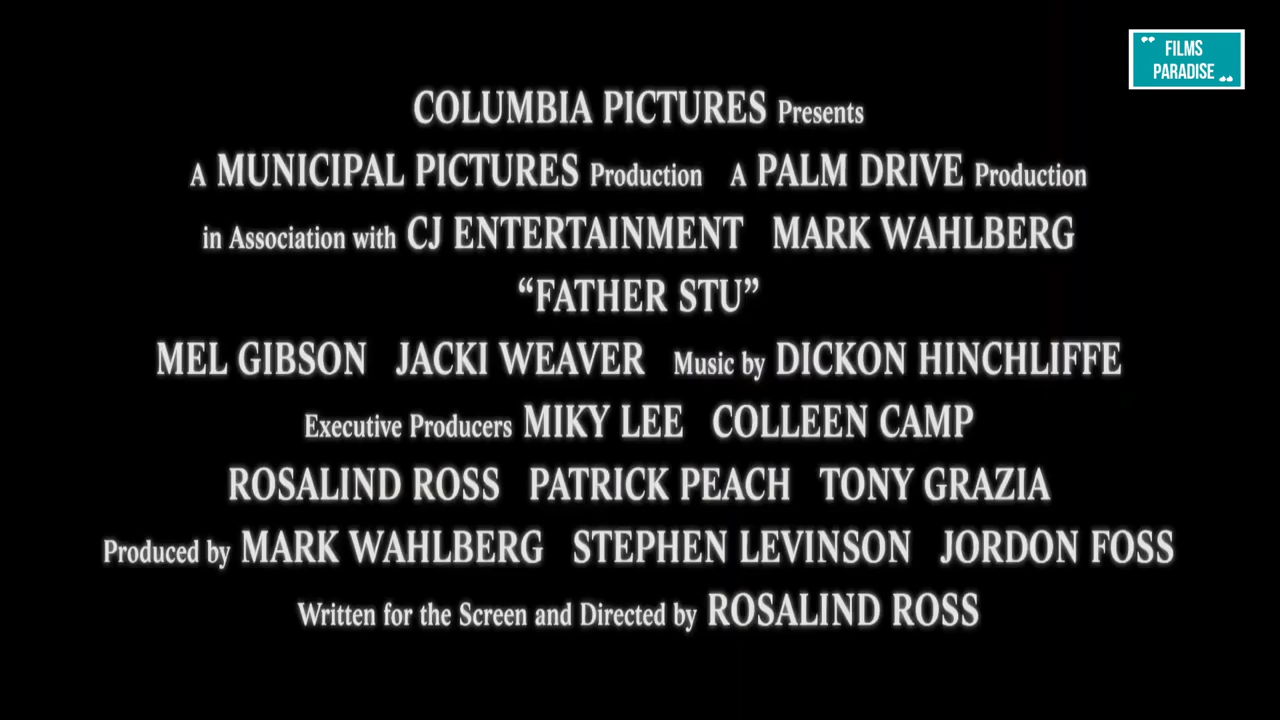 FILMS
PARADISE
COLUMBIA PICTURES Presents
A MUNICIPAL PICTURES Production A PALM DRIVE Production
in Association with CJ ENTERTAINMENT MARK WAHLBERG
“FATHER STU”
MEL GIBSON JACKI WEAVER Music by DICKON HINCHLIFFE
Executive Producers MIKY LEE COLLEEN CAMP
ROSALIND ROSS PATRICK PEACH TONY GRAZIA
Produced by MARK WAHLBERG STEPHEN LEVINSON JORDON FOSS
Written for the Screen and Directed by ROSALIND ROSS